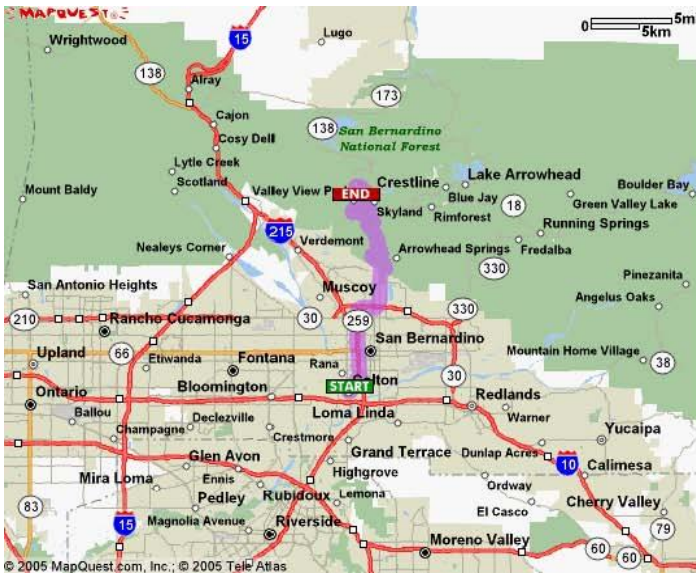 MAPQUEST
15
Lugo
0 5m
5km
Wrightwood
138
Alray
173
Cajon
138
San Bernardino
National Forest
Cosy Dell
Lytle Creek
Scotland
Valley View P
END
Crestline
Lake Arrowhead
Boulder Bay
Mount Baldy
Skyland
Blue Jay
Rimforest
18
Green Valley Lake
Running Springs
215
Verdemont
Fredalba
Nealeys Corner
Arrowhead Springs
330
San Antonio Heights
Muscoy
Pinezanita
Angelus Oaks
210
Rancho Cucamonga
30
259
330
66
San Bernardino
Upland
Etiwanda
Fontana
Rana
Mountain Home Village
38
START
Colton
30
Ontario
Bloomington
Redlands
Ballou
Declezville
Loma Linda
Warner
Champagne
Crestmore
Yucaipa
Glen Avon
Grand Terrace
Dunlap Acres
10
Calimesa
Mira Loma
Ennis
Highgrove
Ordway
83
Pedley
Rubidoux
Lemona
El Casco
Cherry Valley
15
Magnolia Avenue
Riverside
79
Moreno Valley
60
60
© 2005 MapQuest.com, Inc.; © 2005 Tele Atlas